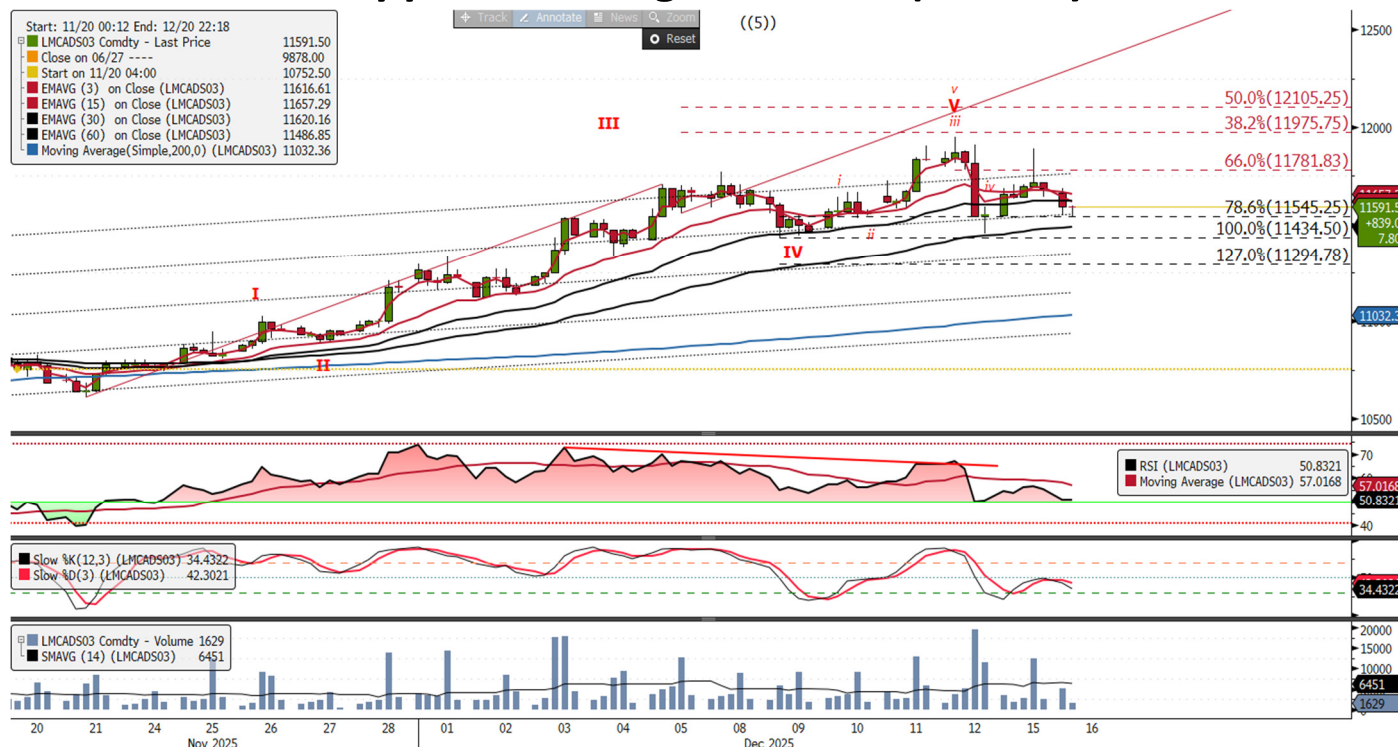 Track Annotate News Zoom
Reset
((5))
Start: 11/20 00:12 End: 12/20 22:18
LMCADS03 Comdty - Last Price 11591.50
Close on 06/27 ---- 9878.00
Start on 11/20 04:00 10752.50
EMAVG (3) on Close (LMCADS03) 11616.61
EMAVG (15) on Close (LMCADS03) 11657.29
EMAVG (30) on Close (LMCADS03) 11620.16
EMAVG (60) on Close (LMCADS03) 11486.85
Moving Average(Simple,200,0) (LMCADS03) 11032.36
12500
12000
10500
50.0%(12105.25)
38.2%(11975.75)
66.0%(11781.83)
78.6%(11545.25)
100.0%(11434.50)
127.0%(11294.78)
11591.5
+839.0
7.80
11032.3
I
II
III
IV
V
i
ii
iii
iv
v
RSI (LMCADS03) 50.8321
Moving Average (LMCADS03) 57.0168
70
57.0168
50.8321
40
Slow %K(12,3) (LMCADS03) 34.4322
Slow %D(3) (LMCADS03) 42.3021
34.4322
LMCADS03 Comdty - Volume 1629
SMAVG (14) (LMCADS03) 6451
20000
15000
10000
6451
1629
20 21 24 25 26 27 28 01 02 03 04 05 08 09 10 11 12 15 16
Nov 2025 Dec 2025